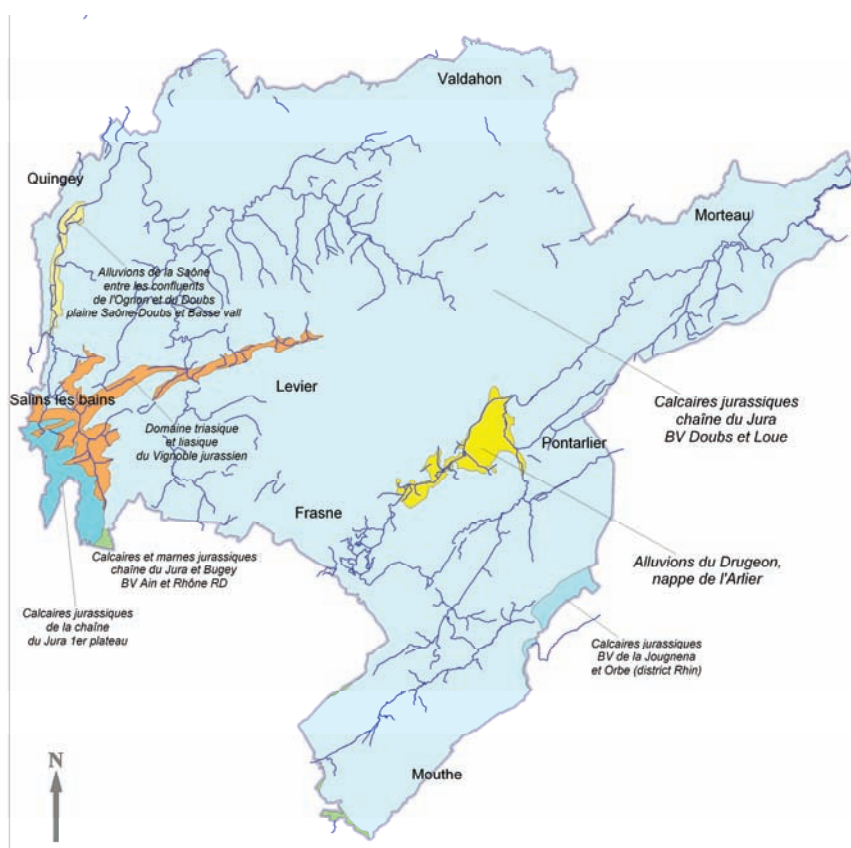 Valdahon
Quingey
Morteau
Alluvions de la Saône
entre les confluents
de l'Ognon et du Doubs
plaine Saône-Doubs et Basse vall
Levier
Salins les bains
Calcaires jurassiques
chaîne du Jura
BV Doubs et Loue
Domaine triasique
et liasique
du Vignoble jurassien
Pontarlier
Frasne
Calcaires et marnes jurassiques
chaîne du Jura et Bugey
BV Ain et Rhône RD
Alluvions du Drugeon,
nappe de l'Arlier
Calcaires jurassiques
de la chaîne
du Jura 1er plateau
Calcaires jurassiques
BV de la Jougnena
et Orbe (district Rhin)
N
Mouthe